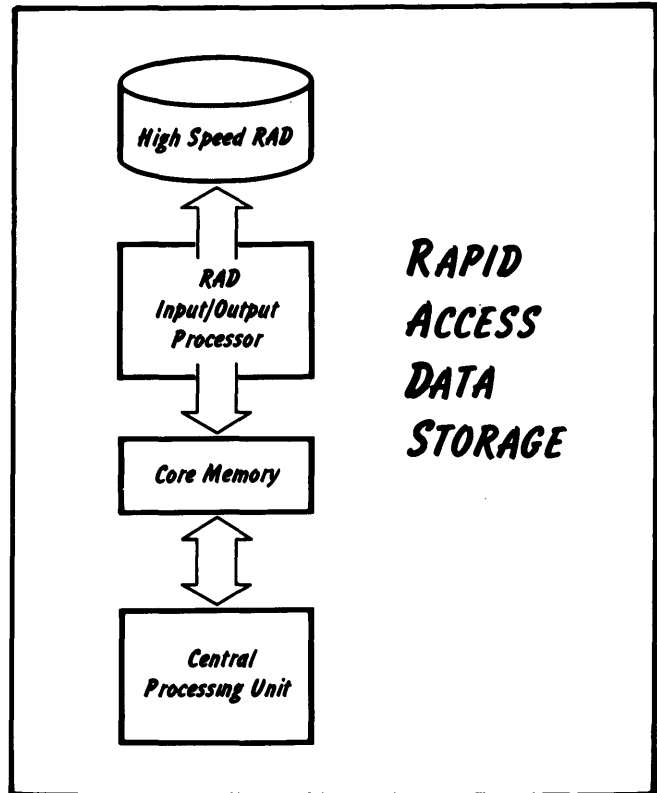 High Speed RAD
RAD
Input/Output
Processor
Core Memory
Central
Processing Unit
RAPID
ACCESS
DATA
STORAGE